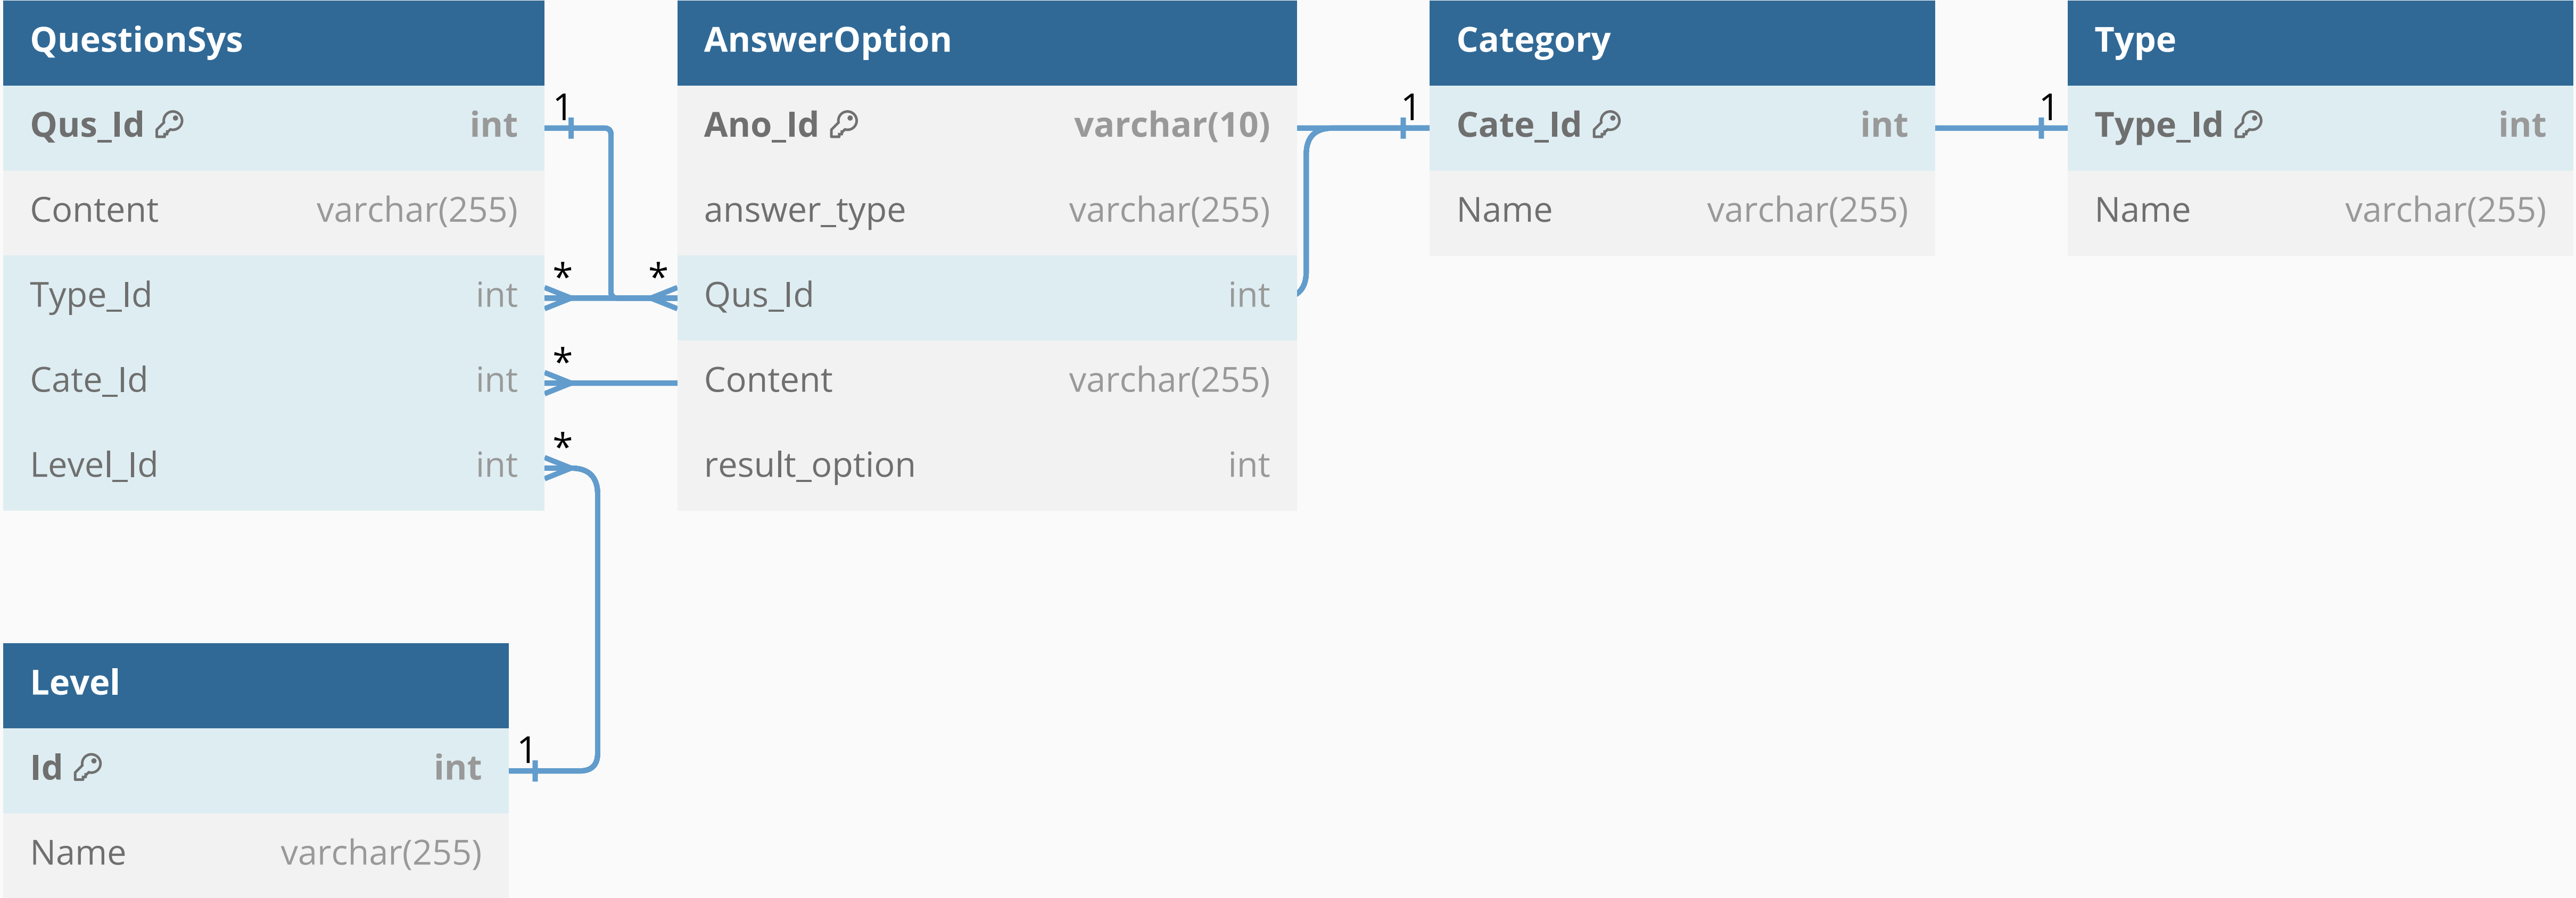 QuestionSys
Qus_Id int
Content varchar(255)
Type_Id int
Cate_Id int
Level_Id int
1
*
*
*
*
AnswerOption
Ano_Id varchar(10)
answer_type varchar(255)
Qus_Id int
Content varchar(255)
result_option int
1
Category
Cate_Id int
Name varchar(255)
1
Type
Type_Id int
Name varchar(255)
Level
Id int
Name varchar(255)
1